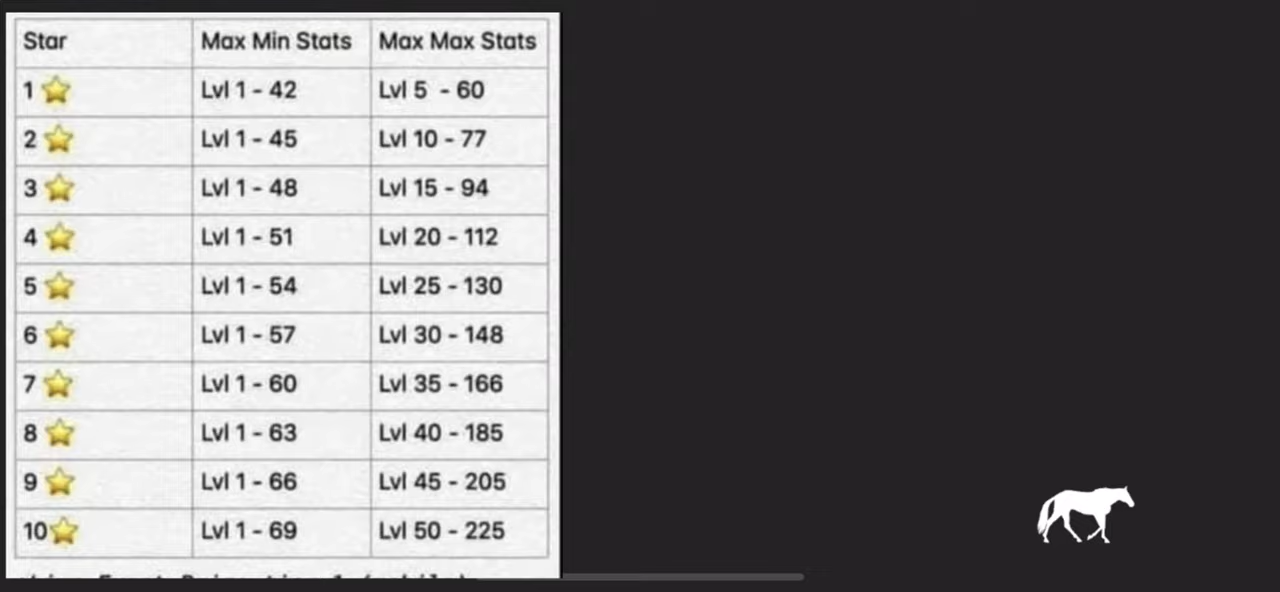 Star Max Min Stats Max Max Stats
1 ⭐ Lvl 1 - 42 Lvl 5 - 60
2 ⭐ Lvl 1 - 45 Lvl 10 - 77
3 ⭐ Lvl 1 - 48 Lvl 15 - 94
4 ⭐ Lvl 1 - 51 Lvl 20 - 112
5 ⭐ Lvl 1 - 54 Lvl 25 - 130
6 ⭐ Lvl 1 - 57 Lvl 30 - 148
7 ⭐ Lvl 1 - 60 Lvl 35 - 166
8 ⭐ Lvl 1 - 63 Lvl 40 - 185
9 ⭐ Lvl 1 - 66 Lvl 45 - 205
10⭐ Lvl 1 - 69 Lvl 50 - 225